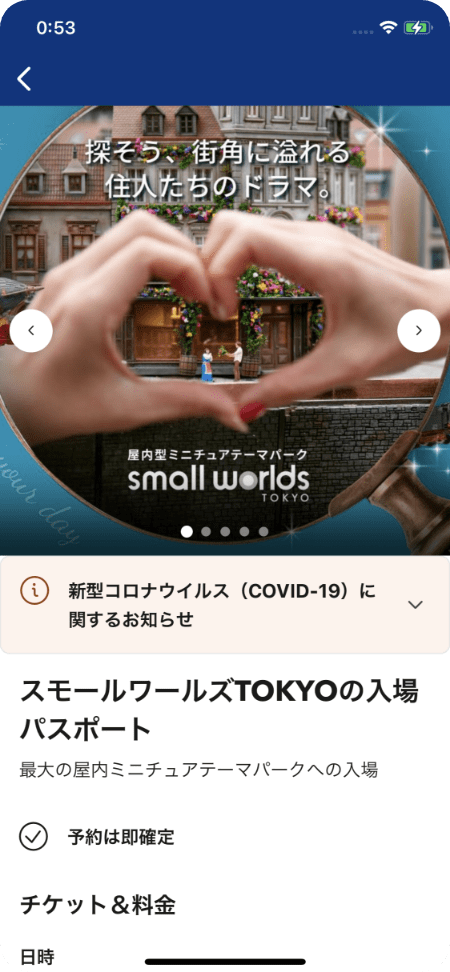 0:53
探そう、街角に溢れる
住人たちのドラマ。
屋内型ミニチュアテーマパーク
small worlds
TOKYO
your day
新型コロナウイルス（COVID-19）に
関するお知らせ
スモールワールズTOKYOの入場
パスポート
最大の屋内ミニチュアテーマパークへの入場
予約は即確定
チケット＆料金
日時